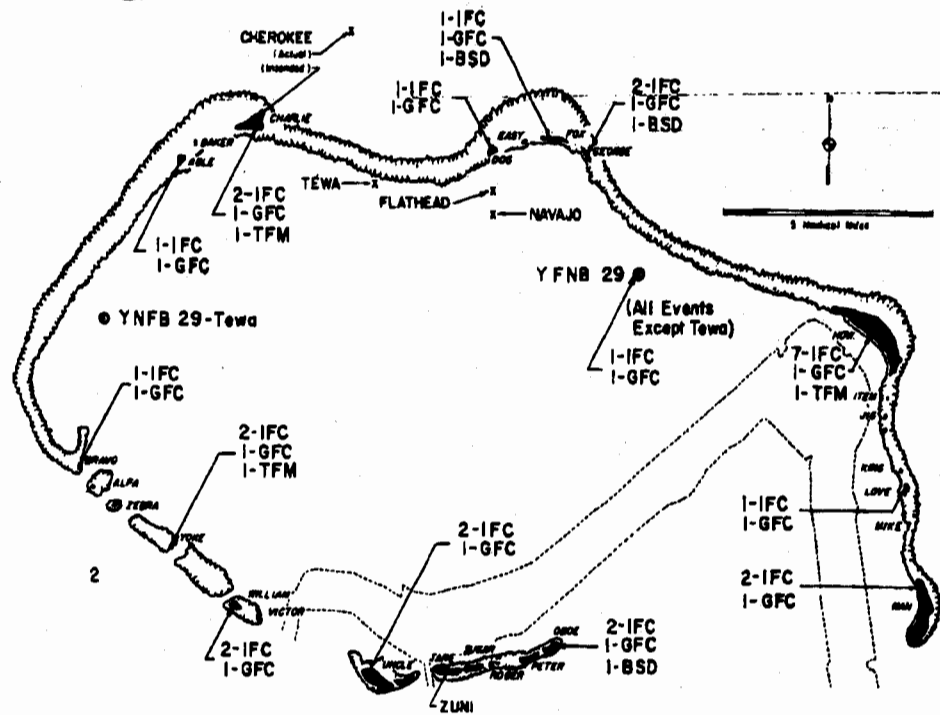 CHEROKEE
(Actual)
(Intended)
1-IFC
1-GFC
1-BSD
1-IFC
1-GFC
2-IFC
1-GFC
1-BSD
CHARLIE
BAKER
ABLE
EASY
FOX
DOG
GEORGE
TEWA
FLATHEAD
NAVAJO
2-IFC
1-GFC
1-TFM
1-IFC
1-GFC
5 Nautical Miles
YFNB 29
(All Events
Except Tewa)
YNFB 29-Tewa
1-IFC
1-GFC
HOW
7-IFC
1-GFC
1-TFM
ITEM
JIG
1-IFC
1-GFC
2-IFC
1-GFC
1-TFM
BRAVO
ALFA
ZEBRA
YOKE
KING
LOVE
MIKE
1-IFC
1-GFC
2
2-IFC
1-GFC
2-IFC
1-GFC
NAN
WILLIAM
VICTOR
2-IFC
1-GFC
UNCLE
TARE
SUGAR
OBOE
ROGER
PETER
2-IFC
1-GFC
1-BSD
ZUNI